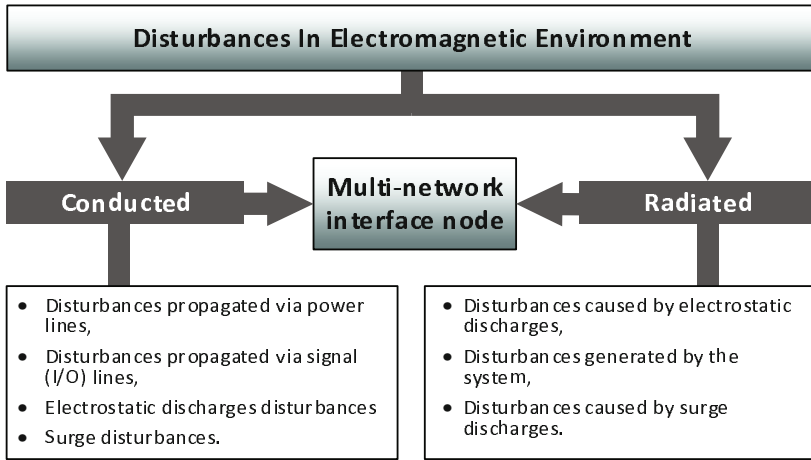 Disturbances In Electromagnetic Environment
Conducted
Multi-network
interface node
Radiated
• Disturbances propagated via power
lines,
• Disturbances propagated via signal
(I/O) lines,
• Electrostatic discharges disturbances
• Surge disturbances.
• Disturbances caused by electrostatic
discharges,
• Disturbances generated by the
system,
• Disturbances caused by surge
discharges.